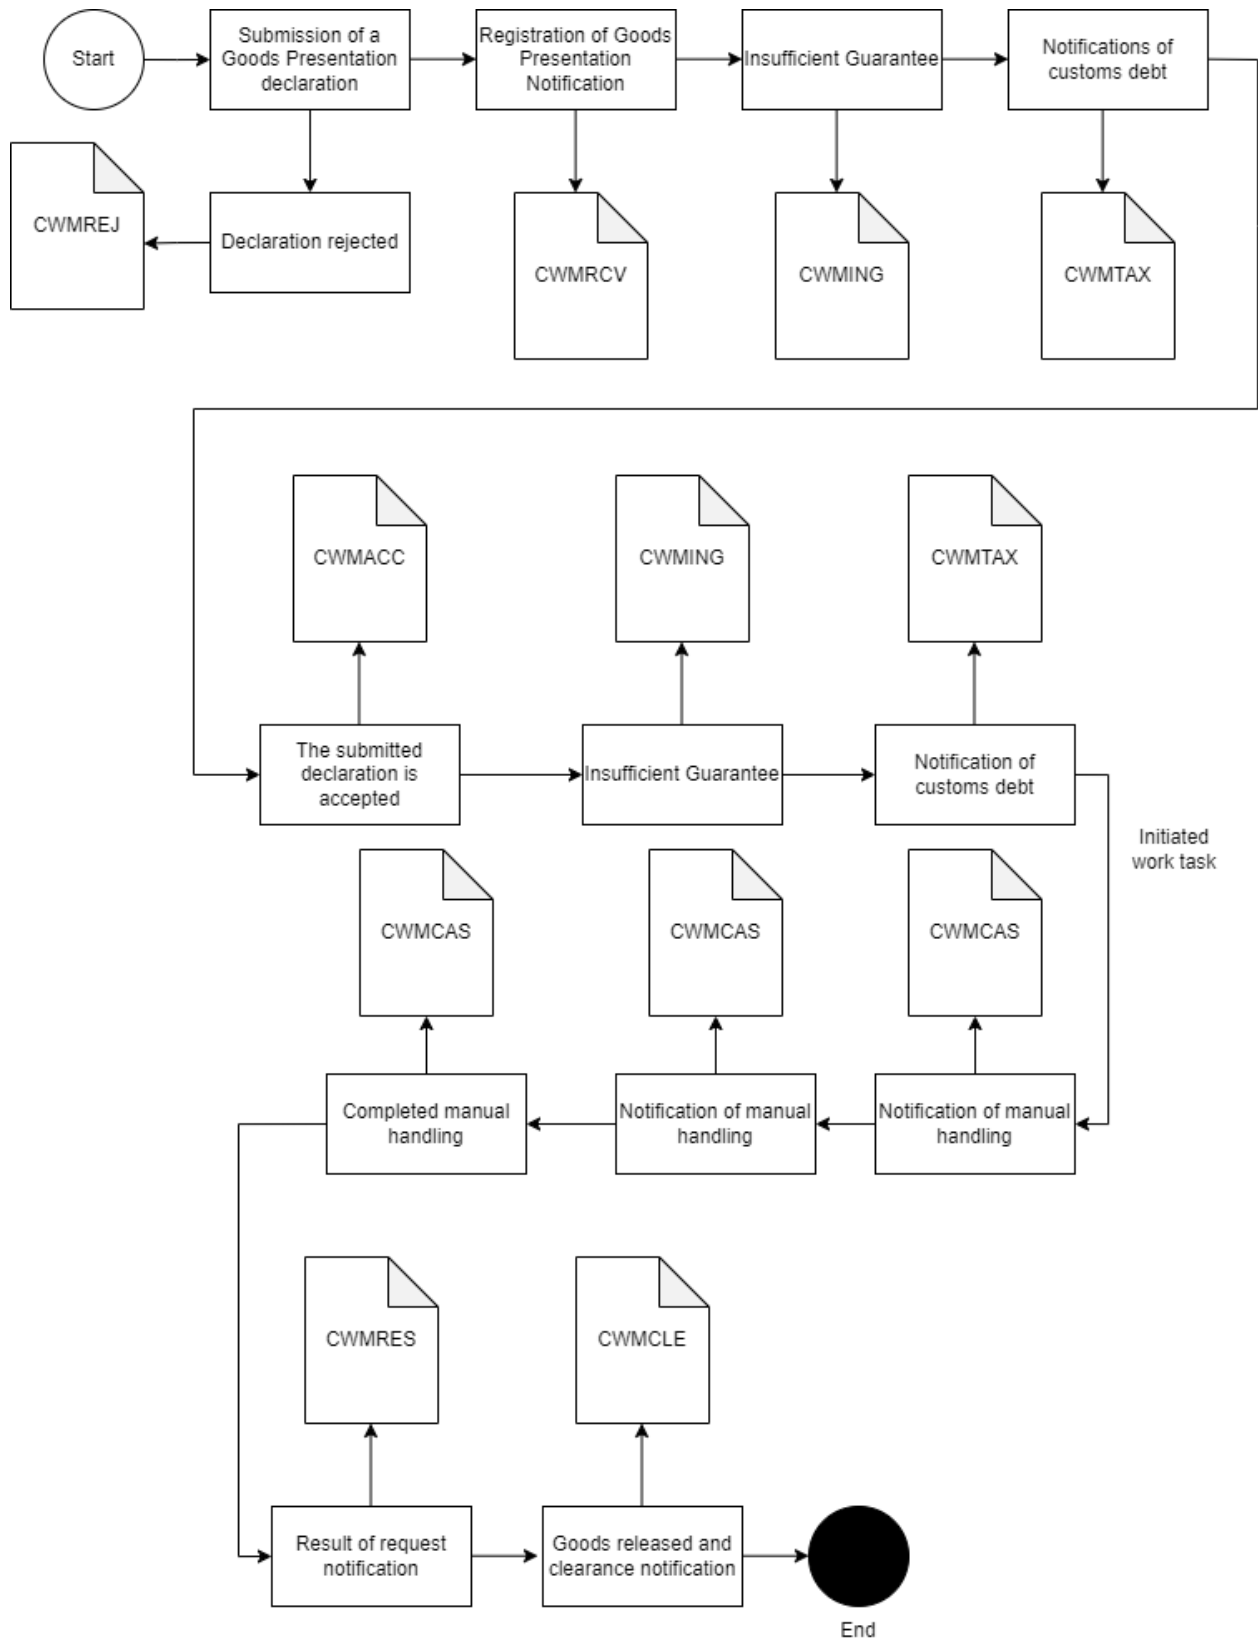 Start
Submission of a
Goods Presentation
declaration
Registration of Goods
Presentation
Notification
Insufficient Guarantee
Notifications of
customs debt
CWMREJ
Declaration rejected
CWMRCV
CWMING
CWMTAX
CWMACC
CWMING
CWMTAX
The submitted
declaration is
accepted
Insufficient Guarantee
Notification of
customs debt
Initiated
work task
CWMCAS
CWMCAS
CWMCAS
Completed manual
handling
Notification of manual
handling
Notification of manual
handling
CWMRES
CWMCLE
Result of request
notification
Goods released and
clearance notification
End